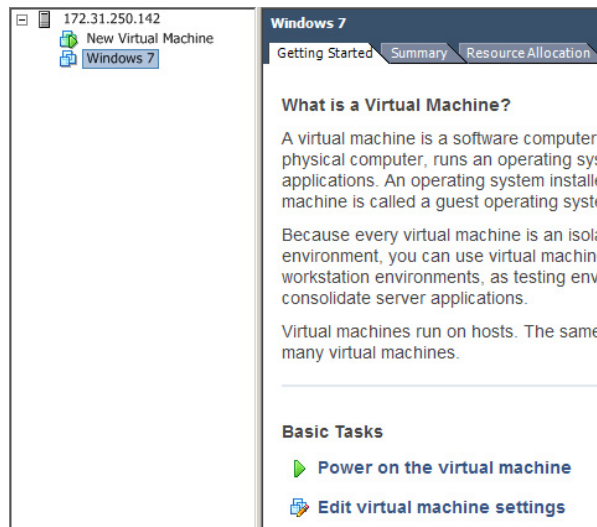 172.31.250.142
New Virtual Machine
Windows 7
Windows 7
Getting Started Summary Resource Allocation
What is a Virtual Machine?
A virtual machine is a software computer
physical computer, runs an operating sys
applications. An operating system installe
machine is called a guest operating syste
Because every virtual machine is an isola
environment, you can use virtual machin
workstation environments, as testing env
consolidate server applications.
Virtual machines run on hosts. The same
many virtual machines.
Basic Tasks
Power on the virtual machine
Edit virtual machine settings